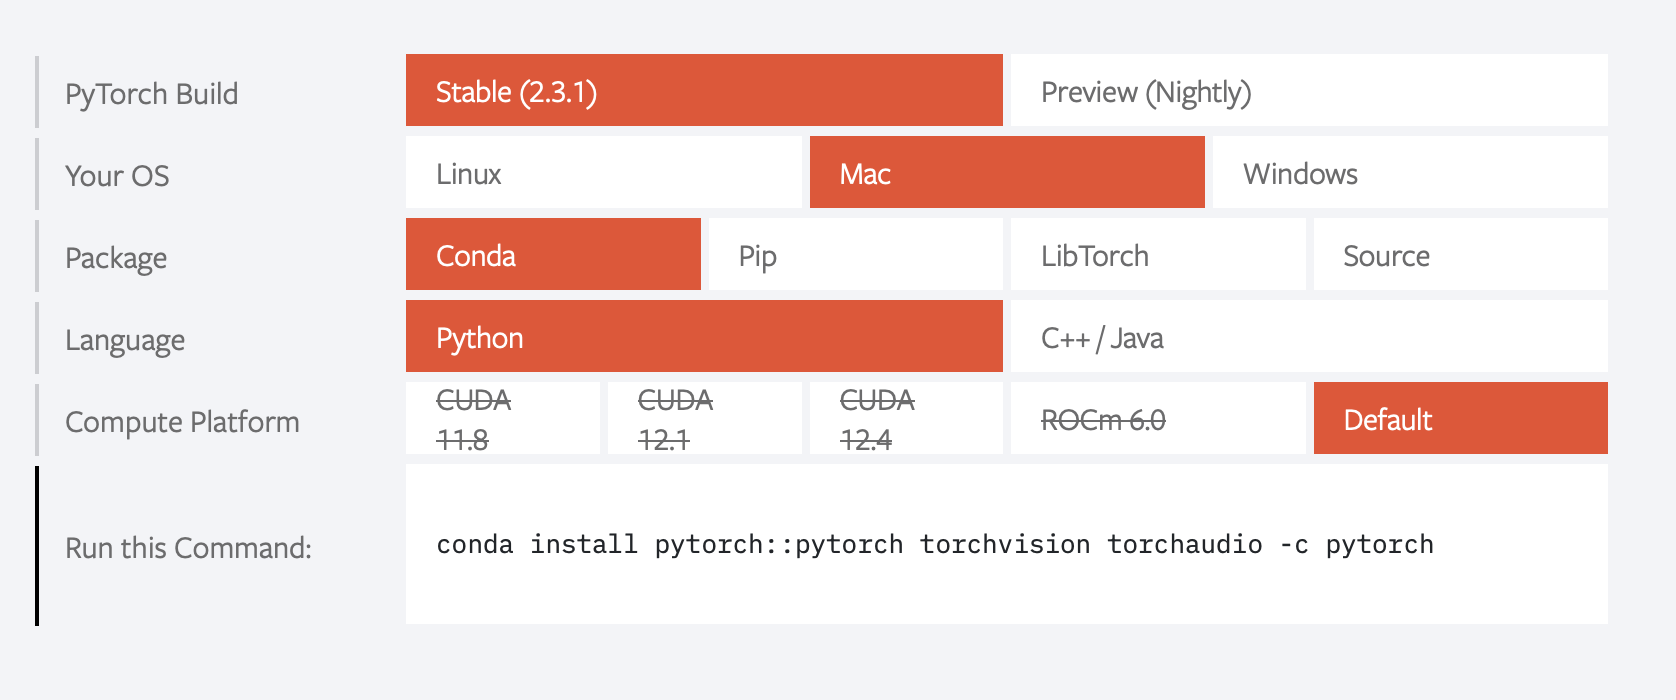 PyTorch Build
Stable (2.3.1)
Preview (Nightly)
Your OS
Linux
Mac
Windows
Package
Conda
Pip
LibTorch
Source
Language
Python
C++ / Java
Compute Platform
CUDA
11.8
CUDA
12.1
CUDA
12.4
ROCm 6.0
Default
Run this Command:
conda install pytorch::pytorch torchvision torchaudio -c pytorch